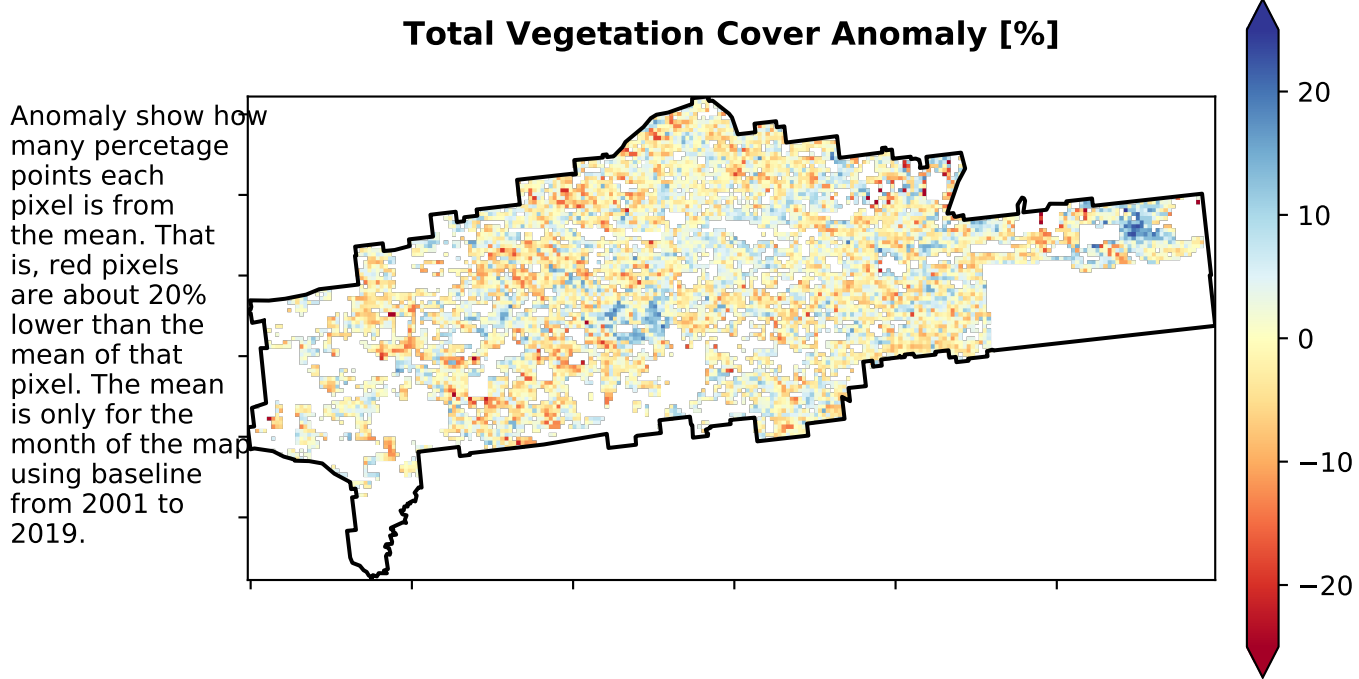 Total Vegetation Cover Anomaly [%]
Anomaly show how
many percetage
points each
pixel is from
the mean. That
is, red pixels
are about 20%
lower than the
mean of that
pixel. The mean
is only for the
month of the map
using baseline
from 2001 to
2019.
20
10
0
−10
−20